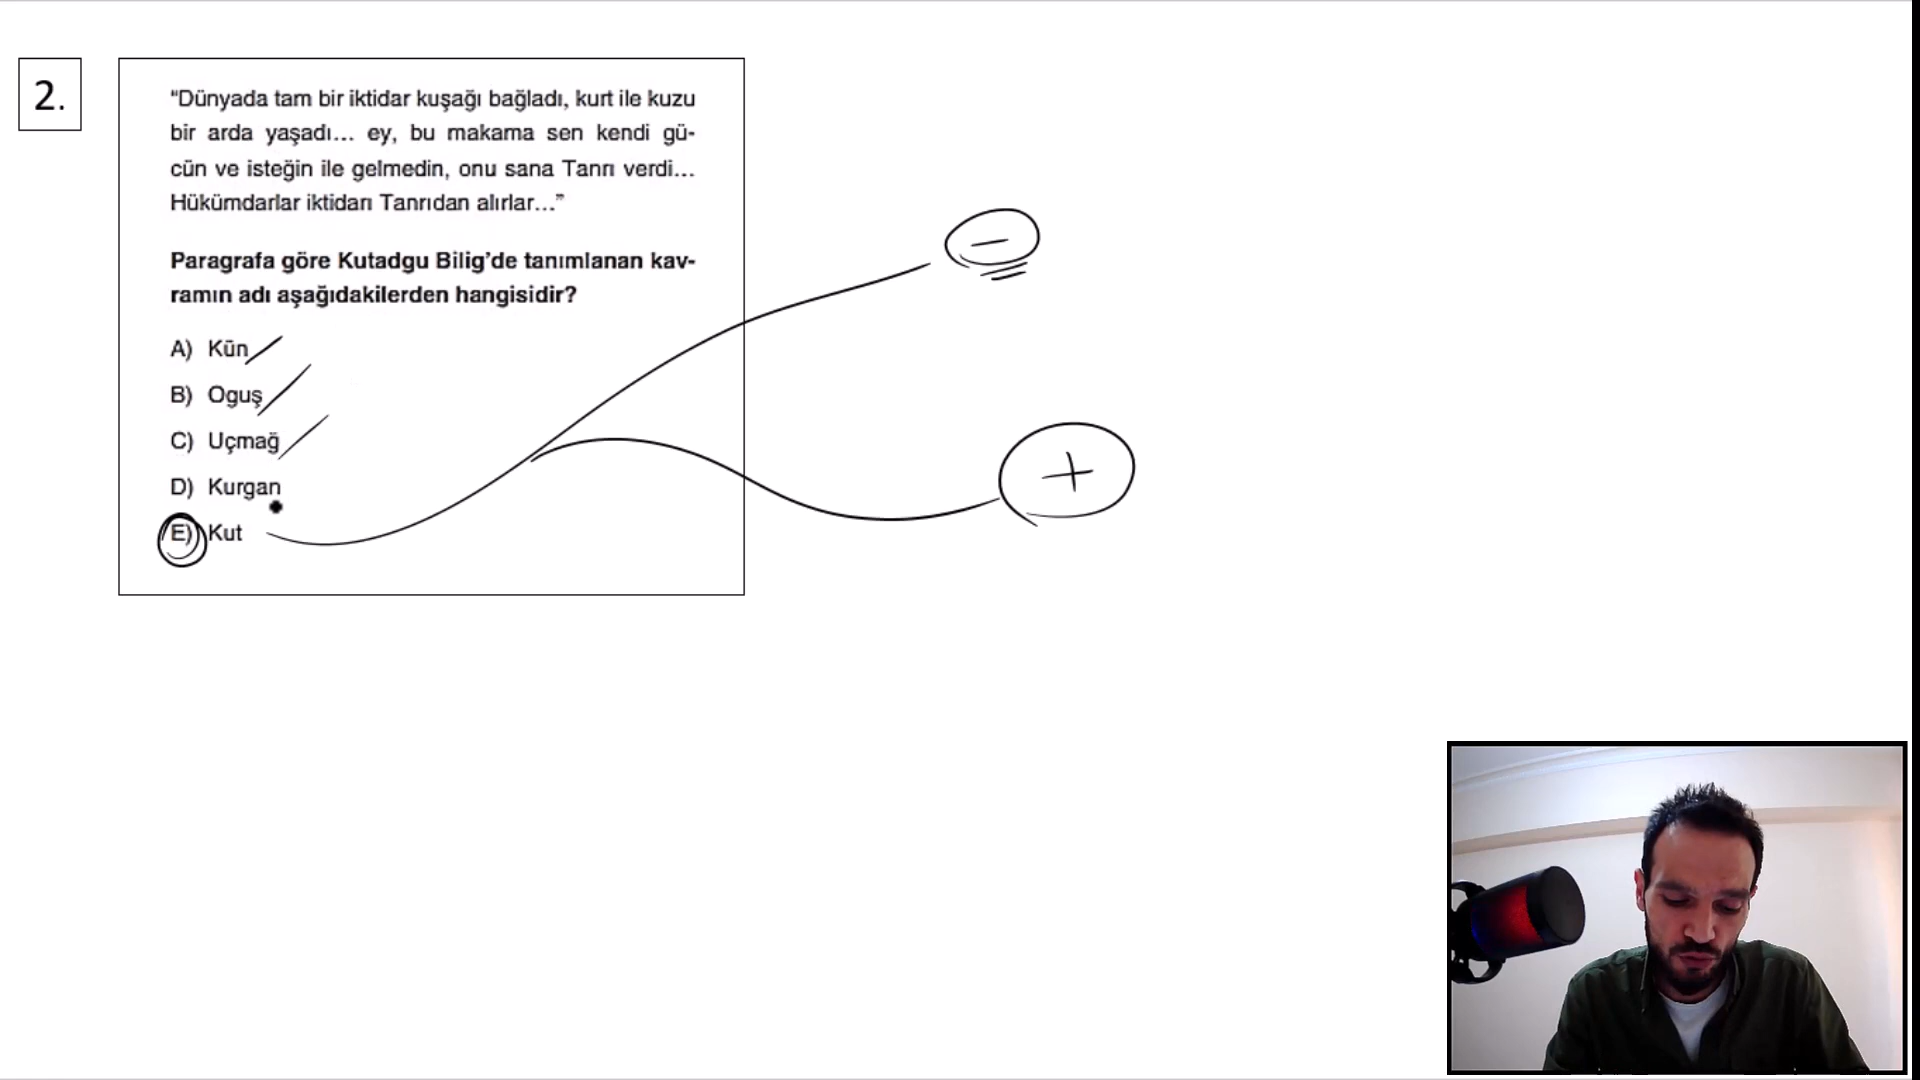 2.
“Dünyada tam bir iktidar kuşağı bağladı, kurt ile kuzu
bir arda yaşadı... ey, bu makama sen kendi gü-
cün ve isteğin ile gelmedin, onu sana Tanrı verdi...
Hükümdarlar iktidarı Tanrıdan alırlar...”
Paragrafa göre Kutadgu Bilig’de tanımlanan kav-
ramın adı aşağıdakilerden hangisidir?
A) Kün
B) Oguş
C) Uçmağ
D) Kurgan
E) Kut
−
+